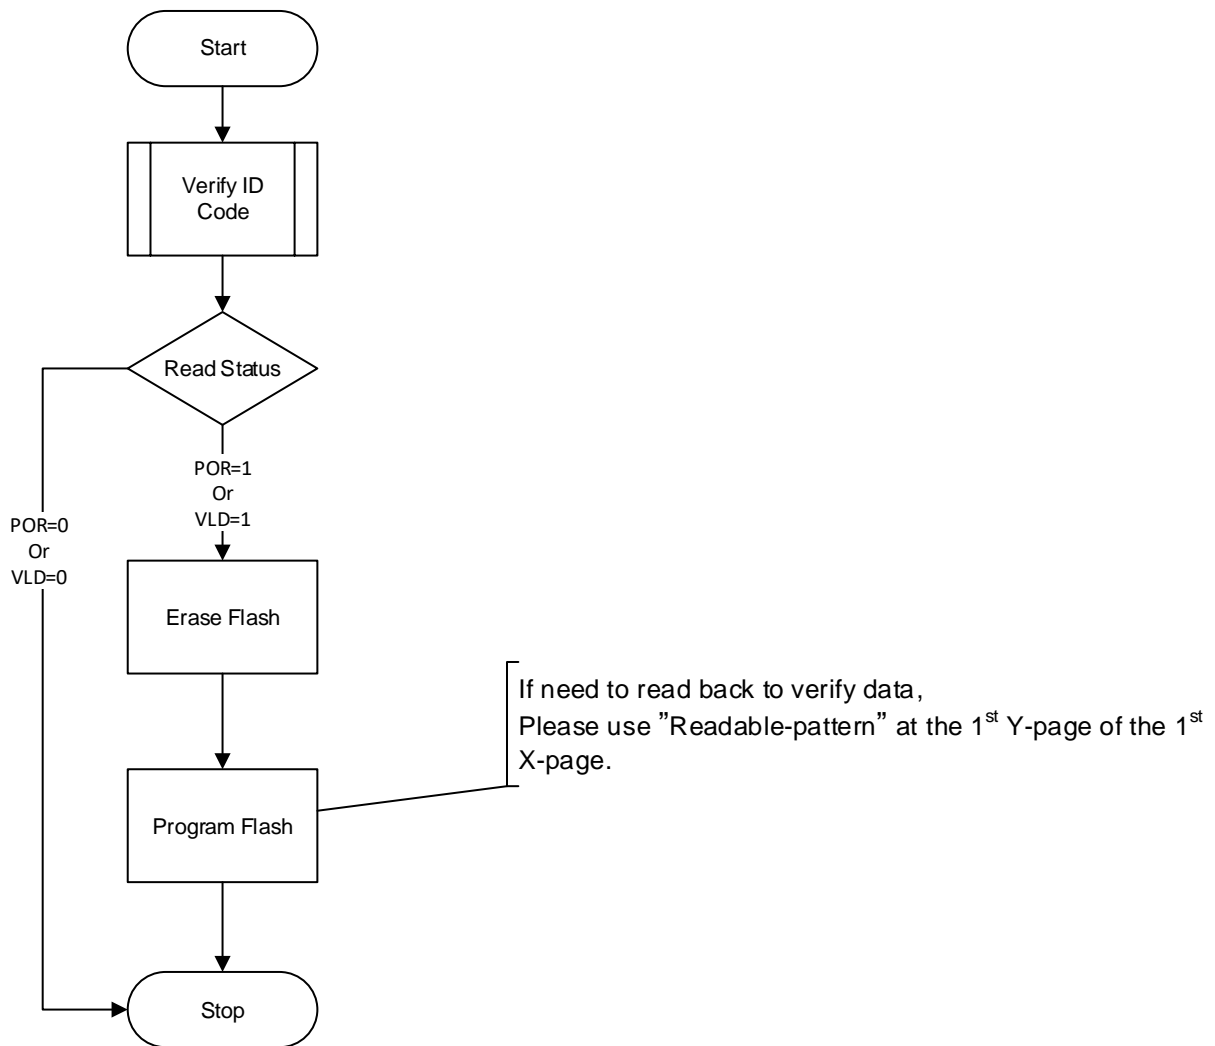 Start
Verify ID
Code
Read Status
POR=1
Or
VLD=1
POR=0
Or
VLD=0
Erase Flash
If need to read back to verify data,
Please use ”Readable-pattern” at the 1st Y-page of the 1st
X-page.
Program Flash
Stop